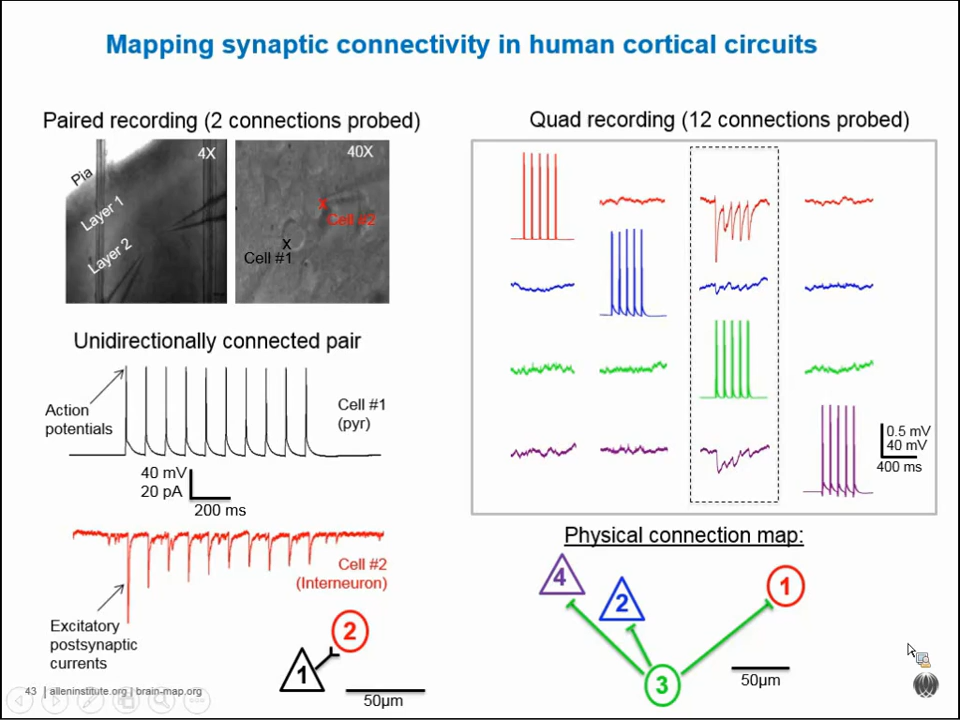 Mapping synaptic connectivity in human cortical circuits
Paired recording (2 connections probed)
4X
Pia
Layer 1
Layer 2
40X
x
Cell #2
x
Cell #1
Unidirectionally connected pair
Action
potentials
Cell #1
(pyr)
40 mV
20 pA
200 ms
Cell #2
(Interneuron)
Excitatory
postsynaptic
currents
2
1
50µm
Quad recording (12 connections probed)
0.5 mV
40 mV
400 ms
Physical connection map:
4
2
1
3
50µm
43 | alleninstitute.org | brain-map.org